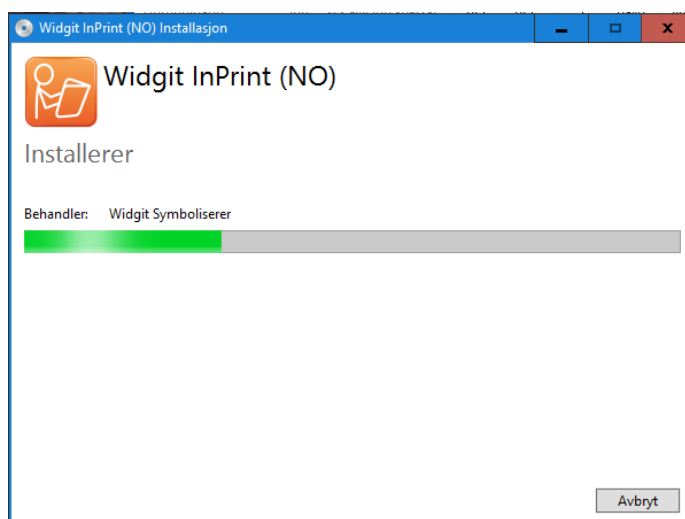 Widgit InPrint (NO) Installasjon
Widgit InPrint (NO)
Installerer
Behandler: Widgit Symboliserer
Avbryt